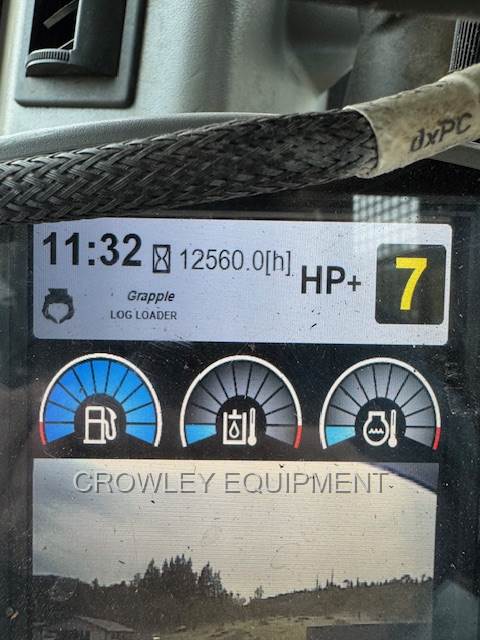 dxPC
11:32 12560.0[h] HP+ 7
Grapple
LOG LOADER
CROWLEY EQUIPMENT